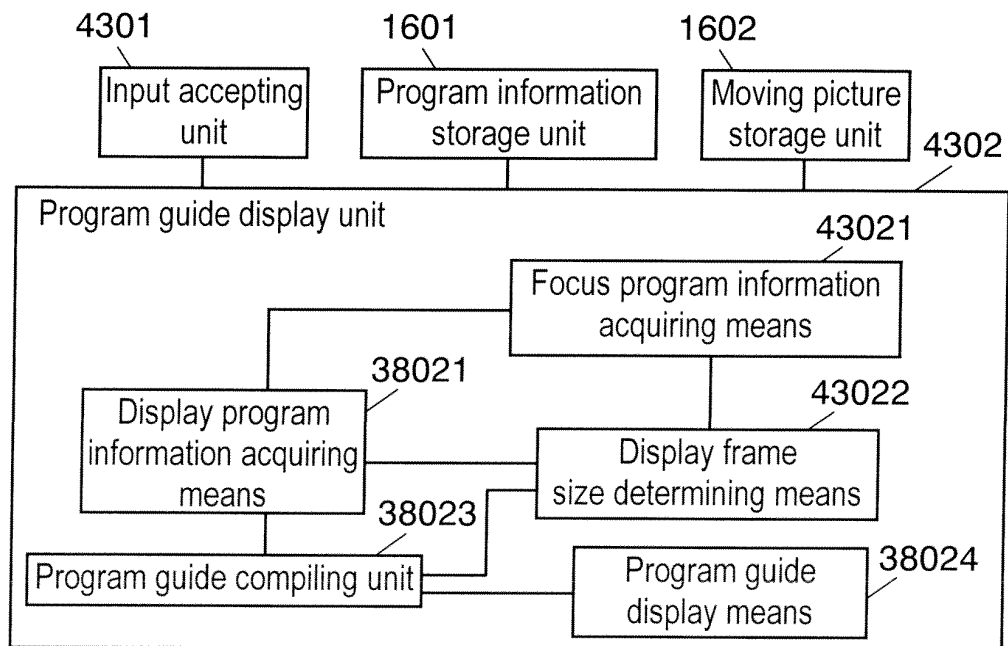 4301
1601
1602
Input accepting
unit
Program information
storage unit
Moving picture
storage unit
4302
Program guide display unit
43021
Focus program information
acquiring means
38021
Display program
information acquiring
means
43022
Display frame
size determining means
38023
Program guide compiling unit
Program guide
display means
38024